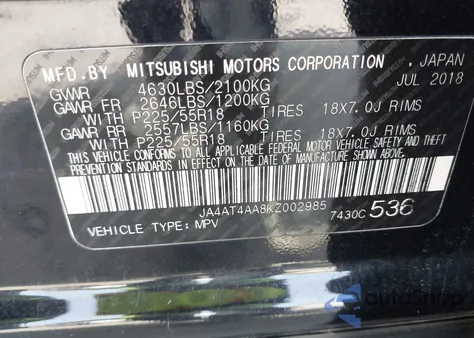 MFD.BY MITSUBISHI MOTORS CORPORATION, JAPAN
GVWR 4630LBS/2100KG JUL 2018
GAWR FR 2646LBS/1200KG
WITH P225/55R18 TIRES 18X7.0J RIMS
GAWR RR 2557LBS/1160KG
WITH P225/55R18 TIRES 18X7.0J RIMS
THIS VEHICLE CONFORMS TO ALL APPLICABLE FEDERAL MOTOR VEHICLE SAFETY, BUMPER AND THEFT
PREVENTION STANDARDS IN EFFECT ON THE DATE OF MANUFACTURE SHOWN ABOVE.
JA4AT4AA8KZ002985
VEHICLE TYPE: MPV 7430C 536